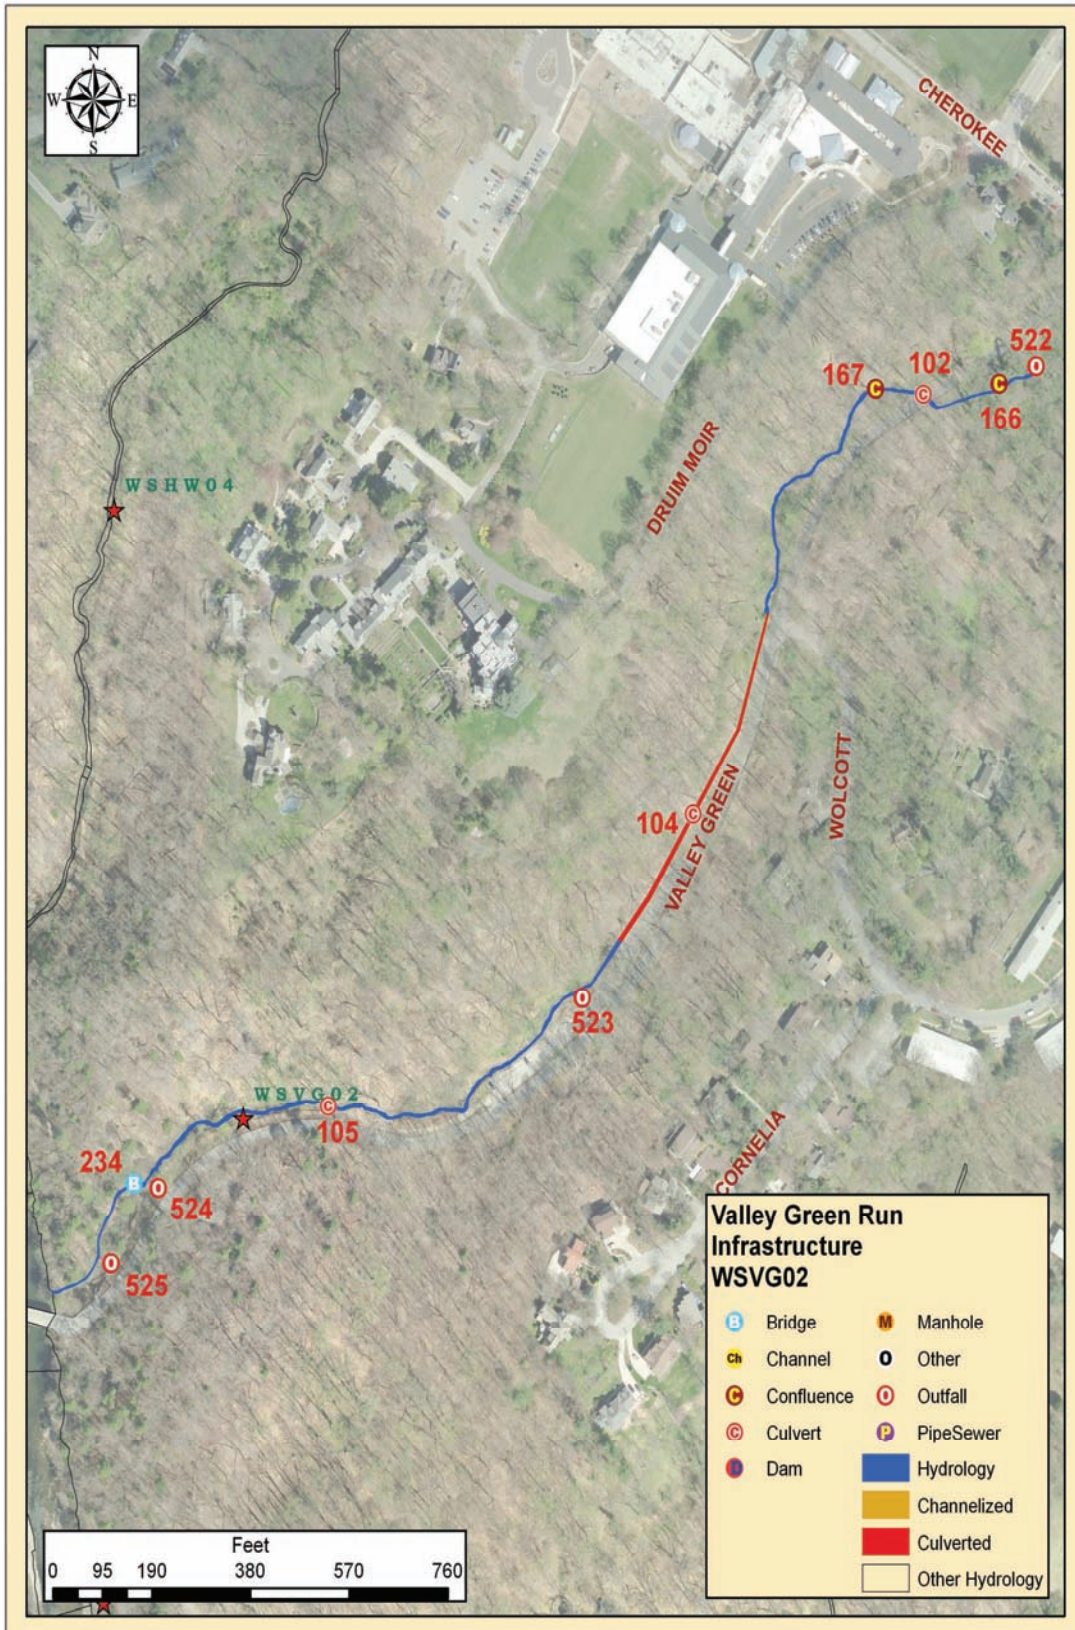 N
W E
S
CHEROKEE
522
167
102
166
DRUIM MOIR
WSHW04
WOLCOTT
104
VALLEY GREEN
523
WSVG02
105
CORNELIA
234
524
525
Valley Green Run
Infrastructure
WSVG02
B Bridge
M Manhole
Ch Channel
O Other
C Confluence
O Outfall
C Culvert
P PipeSewer
D Dam
Hydrology
Channelized
Culverted
Other Hydrology
Feet
0 95 190 380 570 760